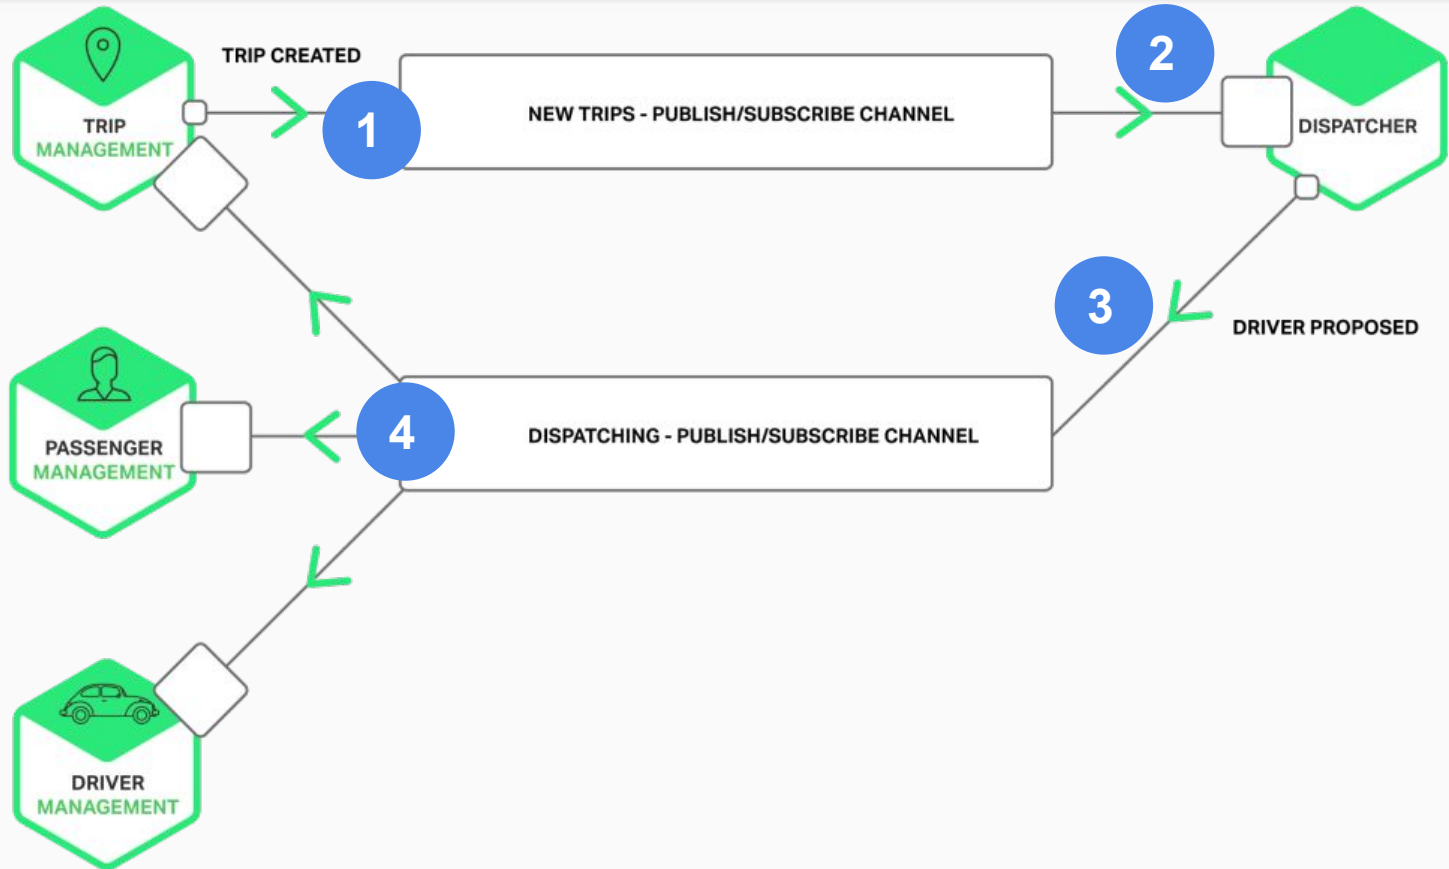 TRIP CREATED
1
NEW TRIPS - PUBLISH/SUBSCRIBE CHANNEL
2
TRIP
MANAGEMENT
DISPATCHER
3
DRIVER PROPOSED
PASSENGER
MANAGEMENT
4
DISPATCHING - PUBLISH/SUBSCRIBE CHANNEL
DRIVER
MANAGEMENT